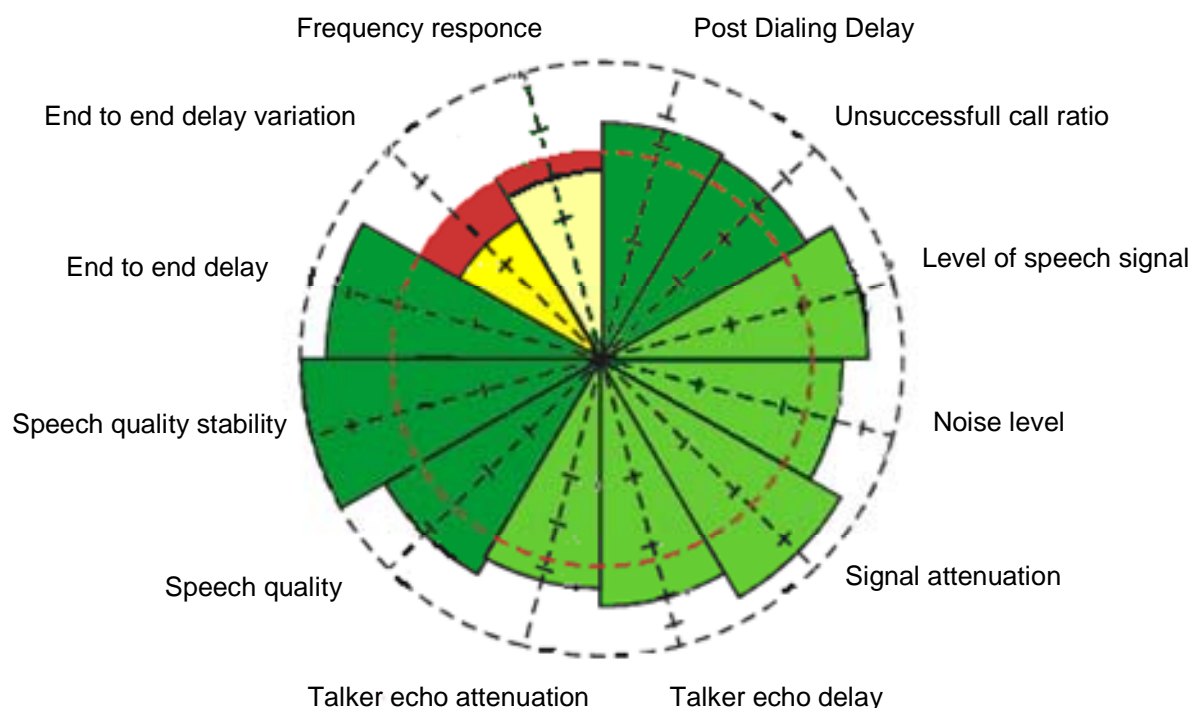 Frequency responce
Post Dialing Delay
End to end delay variation
Unsuccessfull call ratio
Level of speech signal
End to end delay
Speech quality stability
Noise level
Signal attenuation
Speech quality
Talker echo attenuation
Talker echo delay